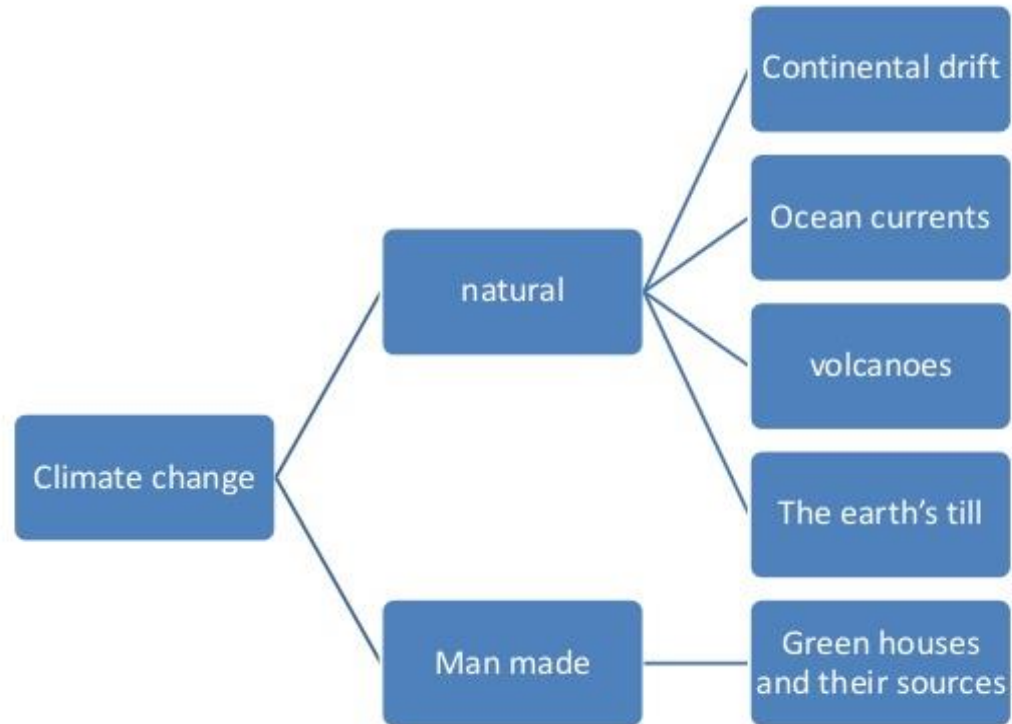 Climate change
natural
Man made
Continental drift
Ocean currents
volcanoes
The earth’s till
Green houses
and their sources